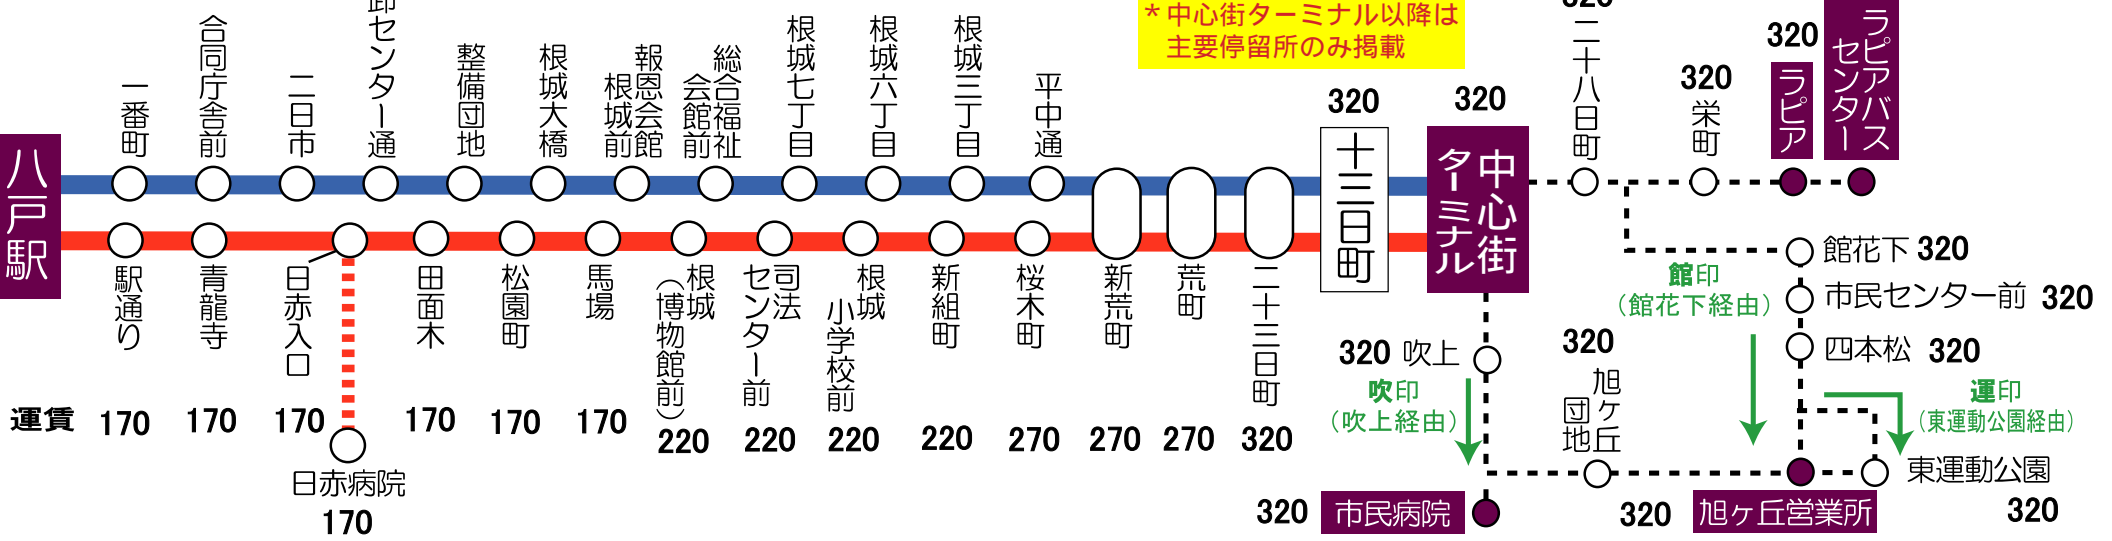 *中心街ターミナル以降は
主要停留所のみ掲載
八戸駅
一番町
合同庁舎前
二日市
卸センター通
整備団地
根城大橋
報恩会館
根城前
総合福祉
会館前
根城七丁目
根城六丁目
根城三丁目
平中通
320
十三日町
320
中心街
ターミナル
320
二十八日町
320
栄町
320
ラピア
ラピアバス
センター
駅通り
青龍寺
日赤入口
田面木
松園町
馬場
根城
(博物館前)
司法
センター前
根城
小学校前
新組町
桜木町
新荒町
荒町
二十三日町
運賃
170
170
170
170
170
170
220
220
220
220
270
270
270
320
日赤病院
170
320 吹上
吹印
(吹上経由)
320
市民病院
320
旭ヶ丘
団地
館花下 320
館印
(館花下経由)
市民センター前 320
四本松 320
運印
(東運動公園経由)
東運動公園
320
320
旭ヶ丘営業所